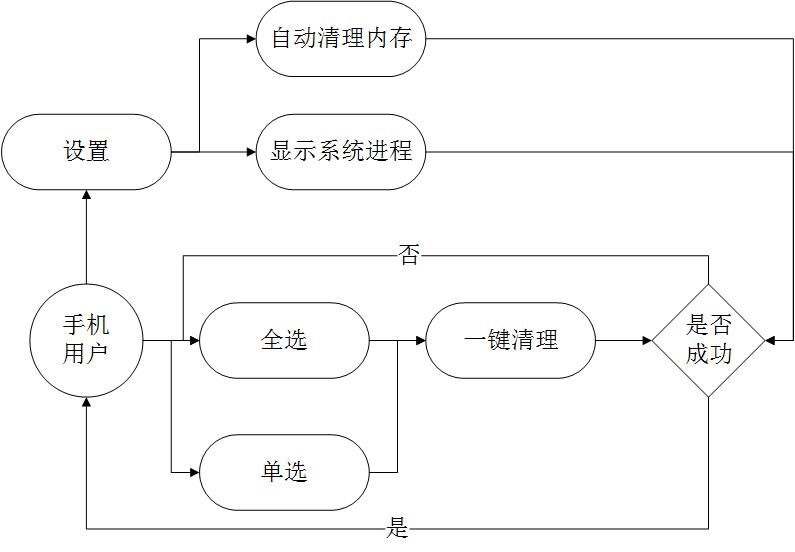 自动清理内存
设置
显示系统进程
否
手机
用户
全选
一键清理
是否
成功
单选
是